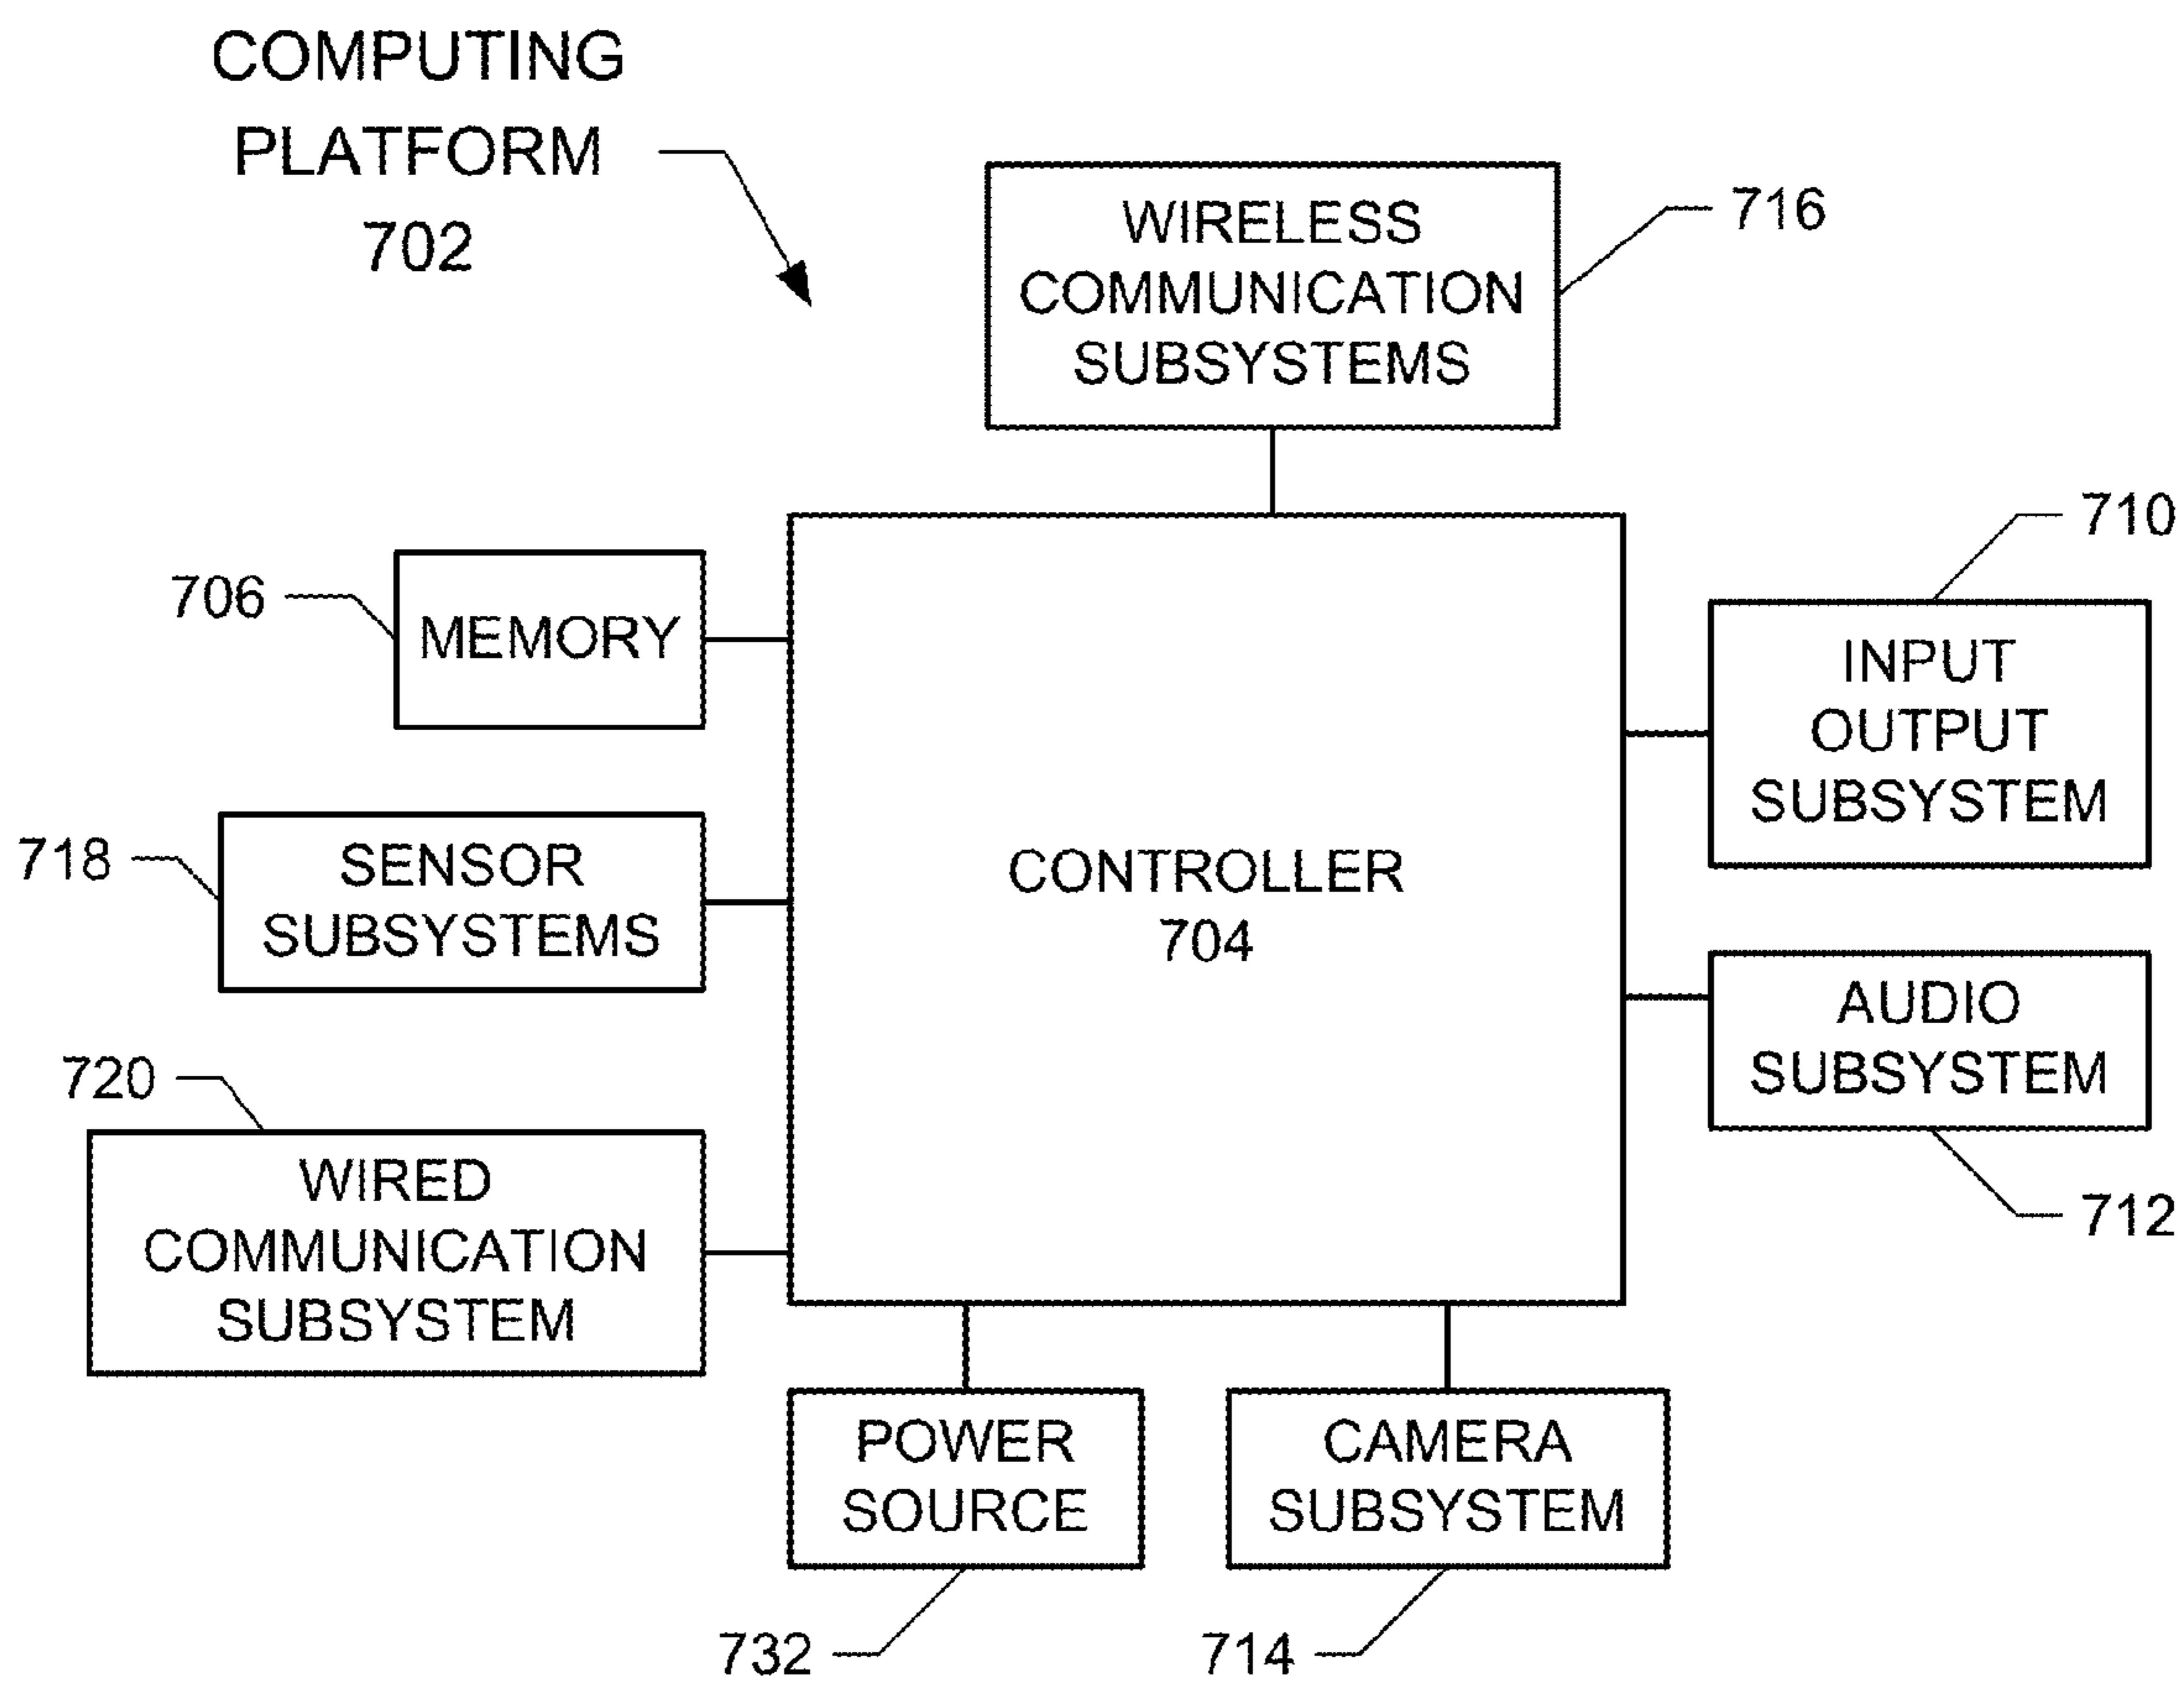 COMPUTING
PLATFORM
702
WIRELESS
COMMUNICATION
SUBSYSTEMS
716
706
MEMORY
710
INPUT
OUTPUT
SUBSYSTEM
718
SENSOR
SUBSYSTEMS
CONTROLLER
704
AUDIO
SUBSYSTEM
712
720
WIRED
COMMUNICATION
SUBSYSTEM
POWER
SOURCE
732
CAMERA
SUBSYSTEM
714